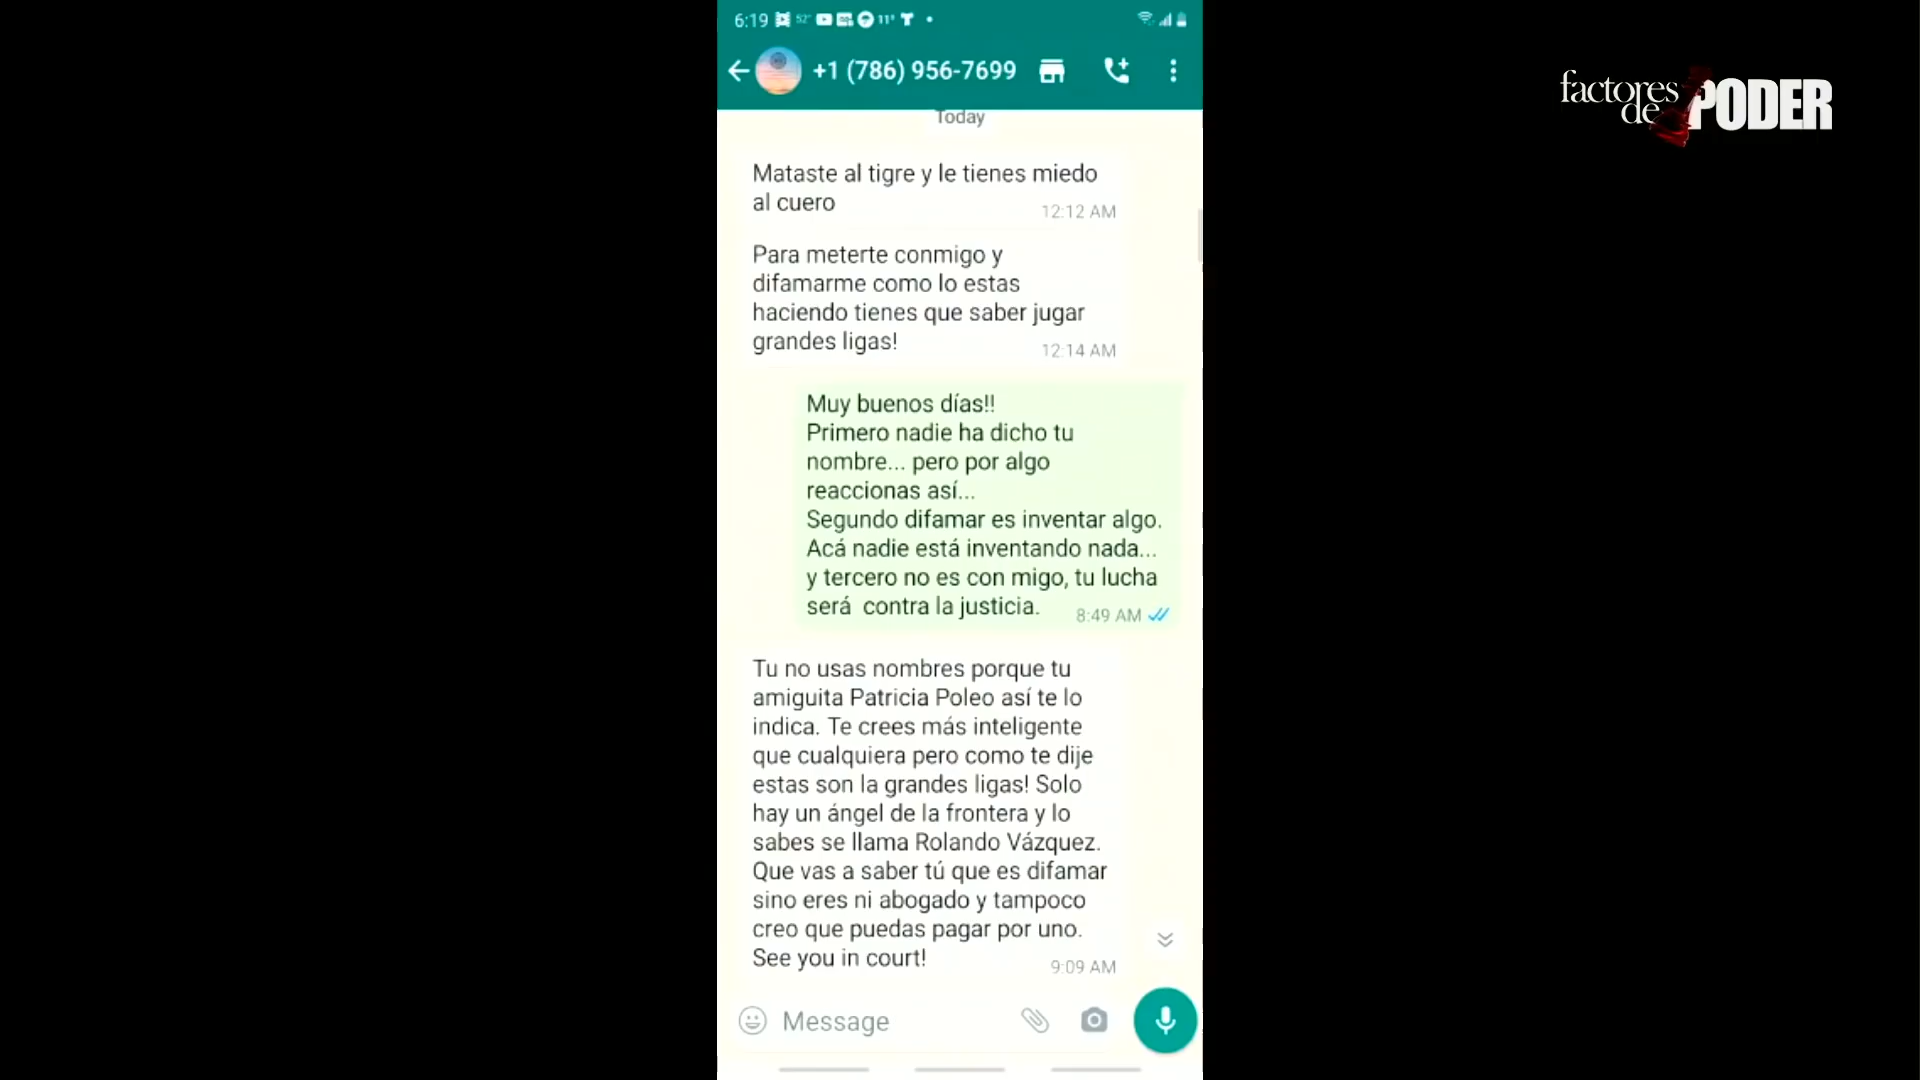 6:19 52° 11°
+1 (786) 956-7699
factores
de PODER
Today
Mataste al tigre y le tienes miedo
al cuero
12:12 AM
Para meterte conmigo y
difamarme como lo estas
haciendo tienes que saber jugar
grandes ligas!
12:14 AM
Muy buenos días!!
Primero nadie ha dicho tu
nombre... pero por algo
reaccionas así...
Segundo difamar es inventar algo.
Acá nadie está inventando nada...
y tercero no es con migo, tu lucha
será contra la justicia.
8:49 AM
Tu no usas nombres porque tu
amiguita Patricia Poleo así te lo
indica. Te crees más inteligente
que cualquiera pero como te dije
estas son la grandes ligas! Solo
hay un ángel de la frontera y lo
sabes se llama Rolando Vázquez.
Que vas a saber tú que es difamar
sino eres ni abogado y tampoco
creo que puedas pagar por uno.
See you in court!
9:09 AM
Message